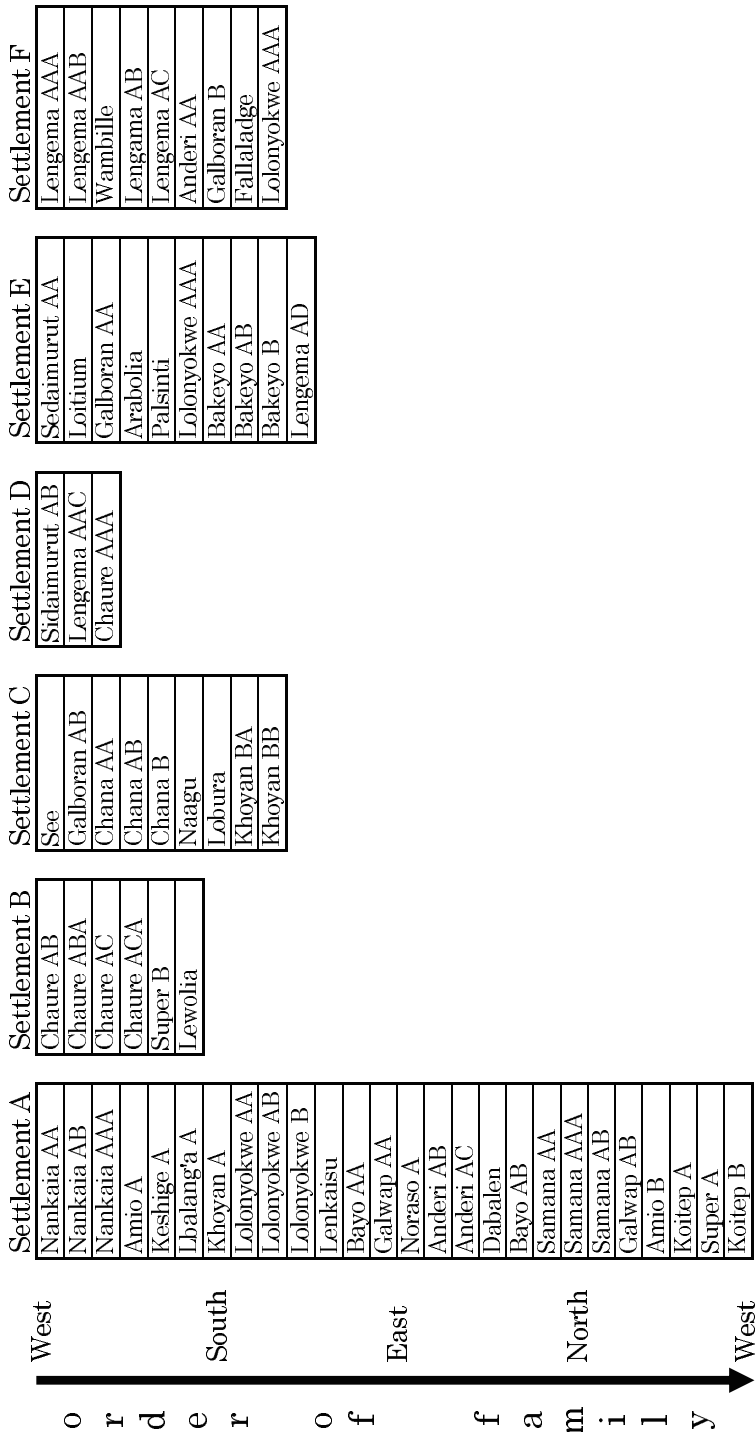 order of family
West
South
East
North
West
Settlement A
Nankaia AA
Nankaia AB
Nankaia AAA
Amio A
Keshige A
Lbalang'a A
Khoyan A
Lolonyokwe AA
Lolonyokwe AB
Lolonyokwe B
Lenkaisu
Bayo AA
Galwap AA
Noraso A
Anderi AB
Anderi AC
Dabalen
Bayo AB
Samana AA
Samana AAA
Samana AB
Galwap AB
Amio B
Koitep A
Super A
Koitep B
Settlement B
Chaure AB
Chaure ABA
Chaure AC
Chaure ACA
Super B
Lewolia
Settlement C
See
Galboran AB
Chana AA
Chana AB
Chana B
Naagu
Lobura
Khoyan BA
Khoyan BB
Settlement D
Sidaimurut AB
Lengema AAC
Chaure AAA
Settlement E
Sedaimurut AA
Loitium
Galboran AA
Arabolia
Palsinti
Lolonyokwe AAA
Bakeyo AA
Bakeyo AB
Bakeyo B
Lengema AD
Settlement F
Lengema AAA
Lengema AAB
Wambille
Lengama AB
Lengema AC
Anderi AA
Galboran B
Fallaladge
Lolonyokwe AAA